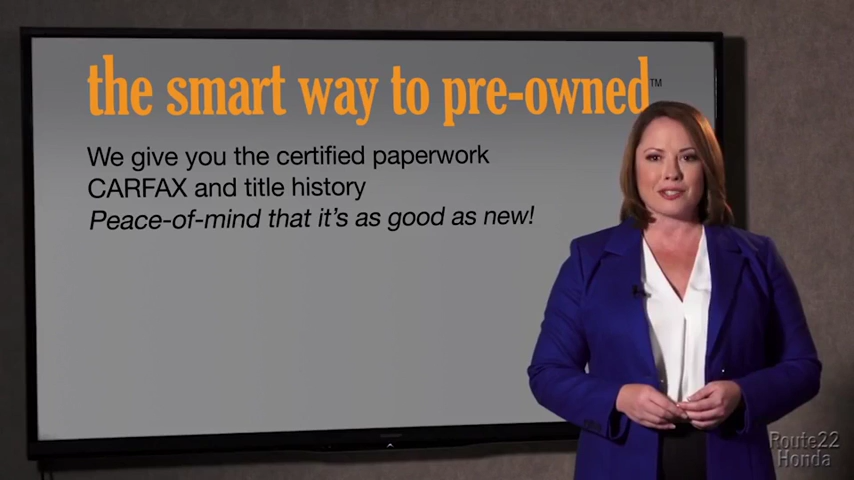 the smart way to pre-owned™
We give you the certified paperwork
CARFAX and title history
Peace-of-mind that it's as good as new!
Route22
Honda